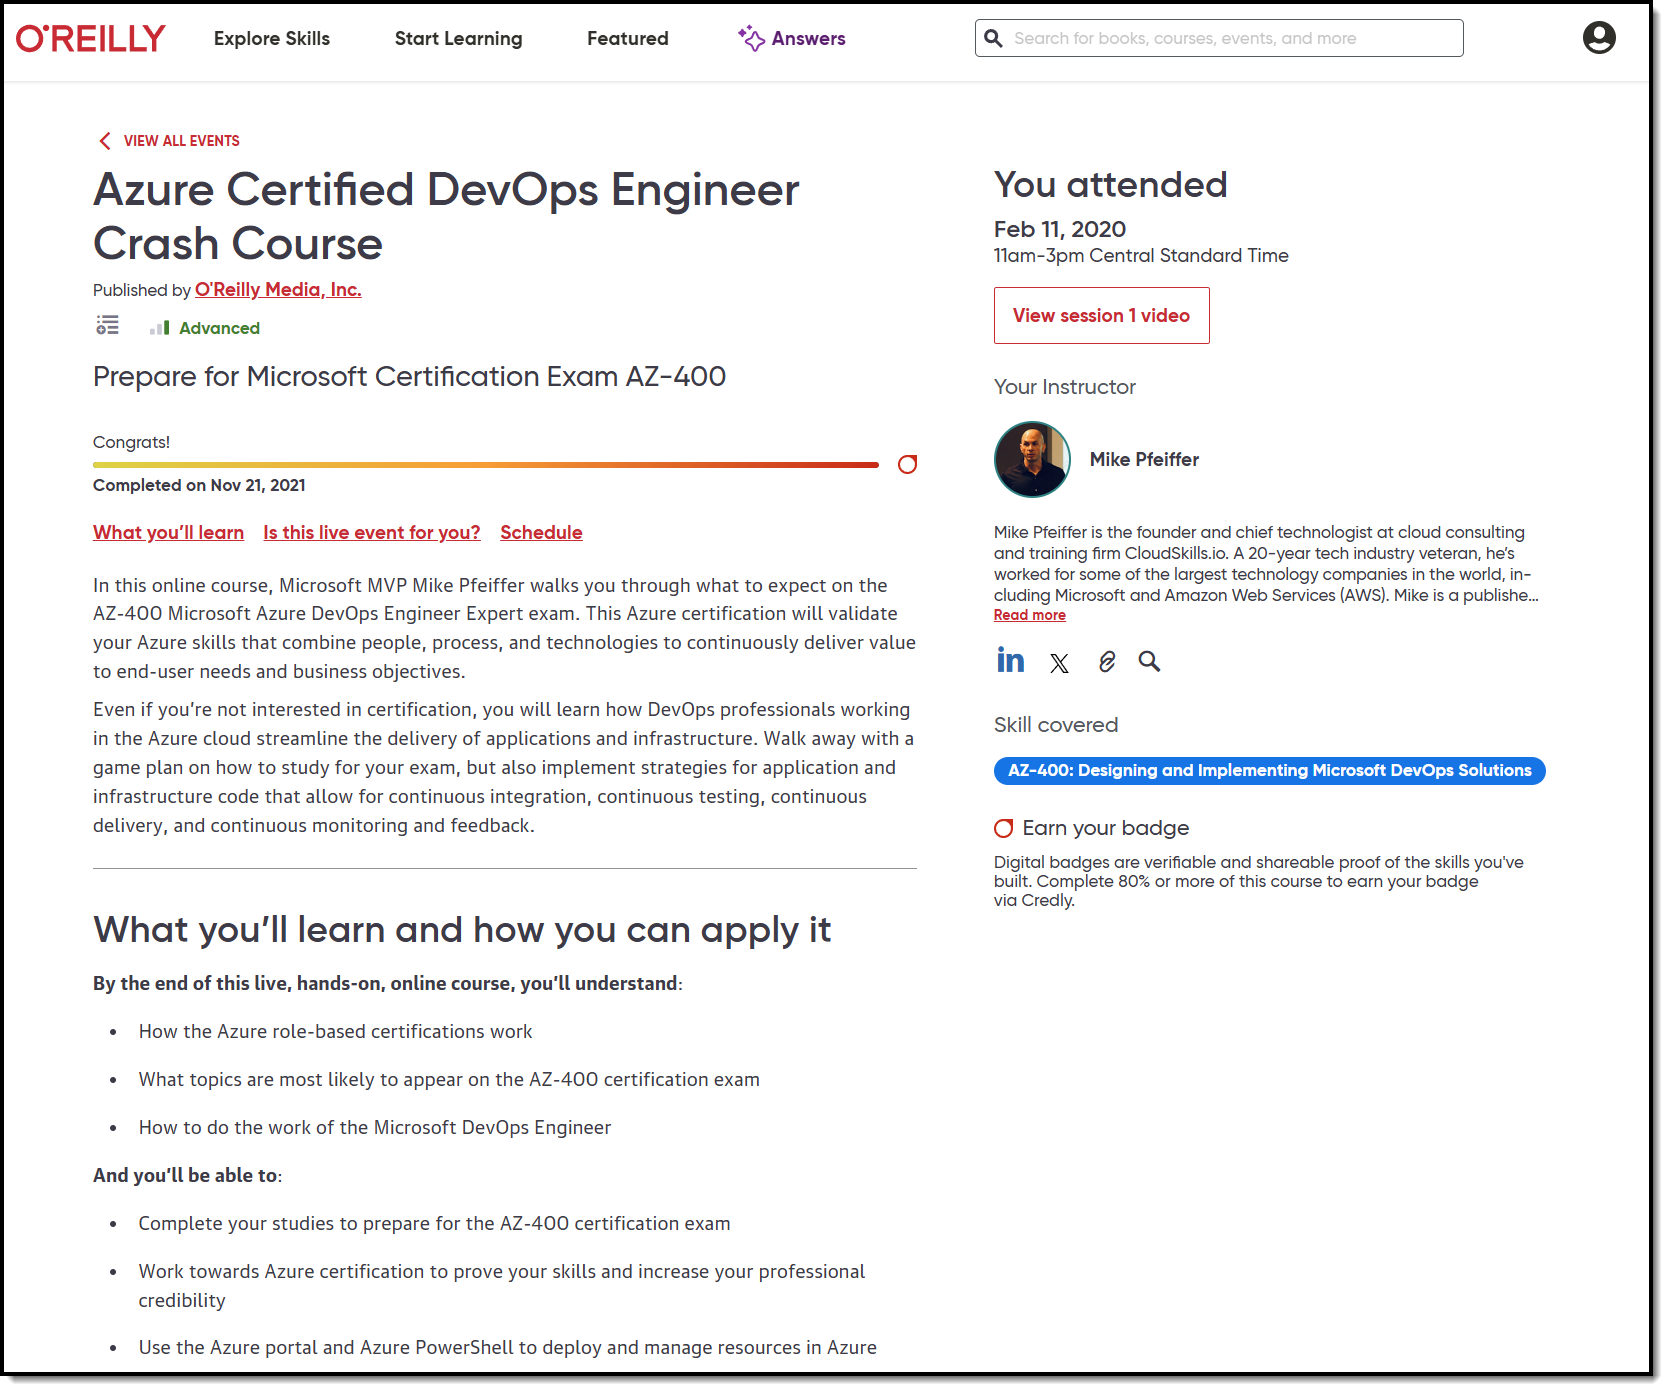 O'REILLY
Explore Skills
Start Learning
Featured
Answers
Search for books, courses, events, and more
VIEW ALL EVENTS
Azure Certified DevOps Engineer
Crash Course
Published by O'Reilly Media, Inc.
Advanced
Prepare for Microsoft Certification Exam AZ-400
Congrats!
Completed on Nov 21, 2021
What you’ll learn Is this live event for you? Schedule
In this online course, Microsoft MVP Mike Pfeiffer walks you through what to expect on the
AZ-400 Microsoft Azure DevOps Engineer Expert exam. This Azure certification will validate
your Azure skills that combine people, process, and technologies to continuously deliver value
to end-user needs and business objectives.
Even if you’re not interested in certification, you will learn how DevOps professionals working
in the Azure cloud streamline the delivery of applications and infrastructure. Walk away with a
game plan on how to study for your exam, but also implement strategies for application and
infrastructure code that allow for continuous integration, continuous testing, continuous
delivery, and continuous monitoring and feedback.
What you’ll learn and how you can apply it
By the end of this live, hands-on, online course, you’ll understand:
• How the Azure role-based certifications work
• What topics are most likely to appear on the AZ-400 certification exam
• How to do the work of the Microsoft DevOps Engineer
And you’ll be able to:
• Complete your studies to prepare for the AZ-400 certification exam
• Work towards Azure certification to prove your skills and increase your professional
credibility
• Use the Azure portal and Azure PowerShell to deploy and manage resources in Azure
You attended
Feb 11, 2020
11am-3pm Central Standard Time
View session 1 video
Your Instructor
Mike Pfeiffer
Mike Pfeiffer is the founder and chief technologist at cloud consulting
and training firm CloudSkills.io. A 20-year tech industry veteran, he’s
worked for some of the largest technology companies in the world, in-
cluding Microsoft and Amazon Web Services (AWS). Mike is a publishe…
Read more
in X
Skill covered
AZ-400: Designing and Implementing Microsoft DevOps Solutions
Earn your badge
Digital badges are verifiable and shareable proof of the skills you've
built. Complete 80% or more of this course to earn your badge
via Credly.